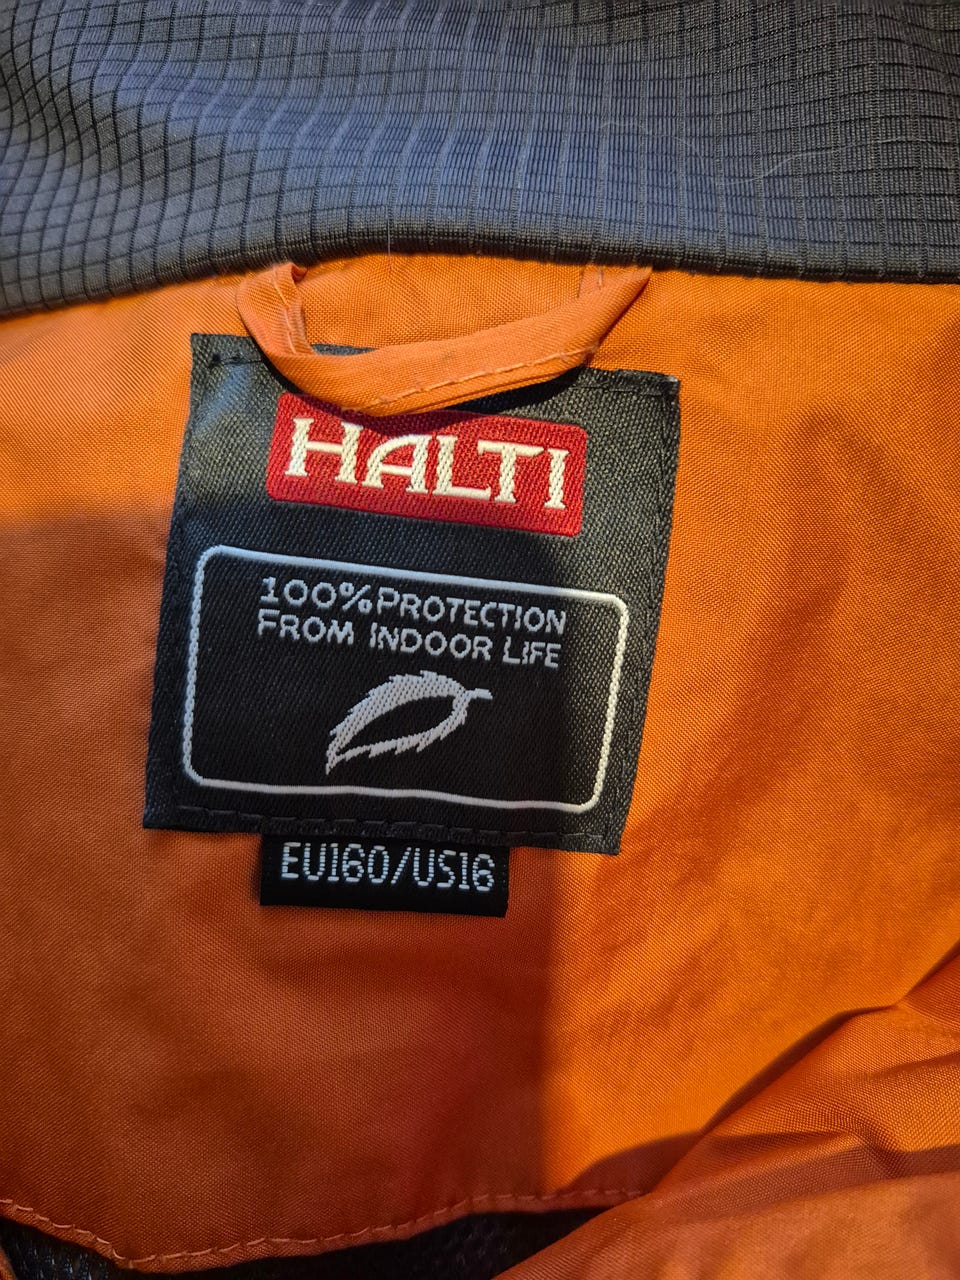 HALTI
100% PROTECTION
FROM INDOOR LIFE
EU160/US16